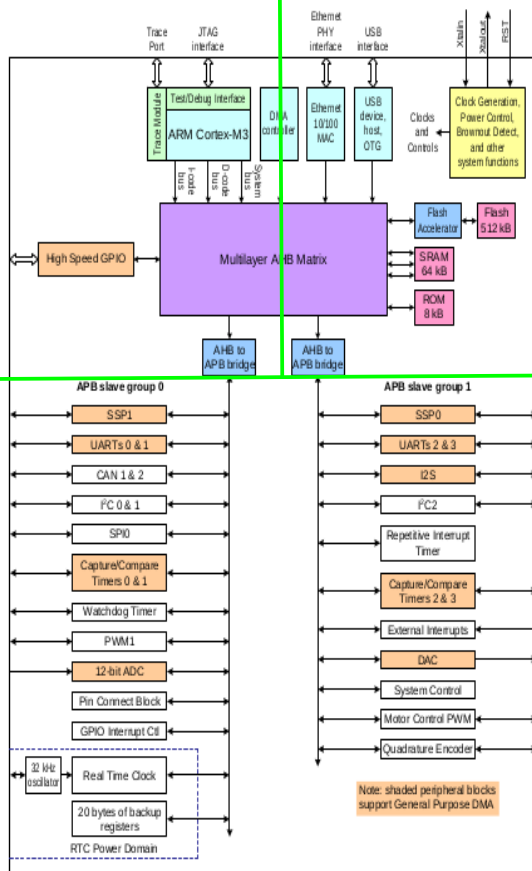 Trace
Port
JTAG
interface
Ethernet
PHY
interface
USB
interface
Xtalin
Xtalout
RST
Trace Module
Test/Debug Interface
ARM Cortex-M3
DMA
controller
Ethernet
10/100
MAC
USB
device,
host,
OTG
Clocks
and
Controls
Clock Generation,
Power Control,
Brownout Detect,
and other
system functions
I-code
bus
D-code
bus
System
bus
High Speed GPIO
Multilayer AHB Matrix
Flash
Accelerator
Flash
512 kB
SRAM
64 kB
ROM
8 kB
AHB to
APB bridge
AHB to
APB bridge
APB slave group 0
SSP1
UARTs 0 & 1
CAN 1 & 2
I²C 0 & 1
SPI0
Capture/Compare
Timers 0 & 1
Watchdog Timer
PWM1
12-bit ADC
Pin Connect Block
GPIO Interrupt Ctl
32 kHz
oscillator
Real Time Clock
20 bytes of backup
registers
RTC Power Domain
APB slave group 1
SSP0
UARTs 2 & 3
I2S
I²C2
Repetitive Interrupt
Timer
Capture/Compare
Timers 2 & 3
External Interrupts
DAC
System Control
Motor Control PWM
Quadrature Encoder
Note: shaded peripheral blocks
support General Purpose DMA